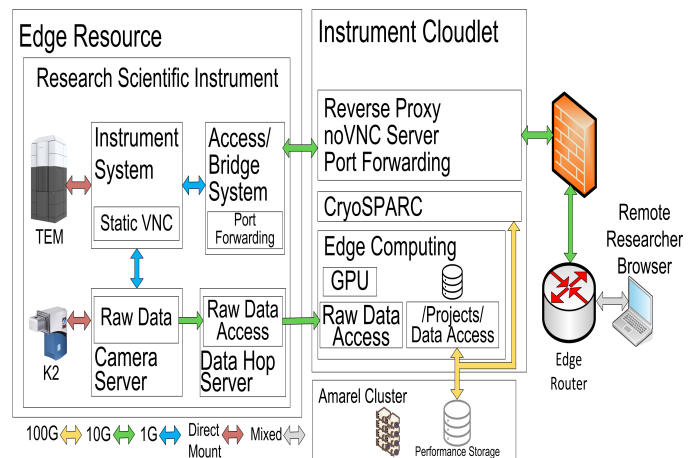 Edge Resource
Research Scientific Instrument
Instrument
System
Static VNC
Access/
Bridge
System
Port
Forwarding
TEM
K2
Raw Data
Camera
Server
Raw Data
Access
Data Hop
Server
Instrument Cloudlet
Reverse Proxy
noVNC Server
Port Forwarding
CryoSPARC
Edge Computing
GPU
Raw Data
Access
/Projects/
Data Access
Amarel Cluster
Performance Storage
Remote
Researcher
Browser
Edge
Router
100G
10G
1G
Direct
Mount
Mixed